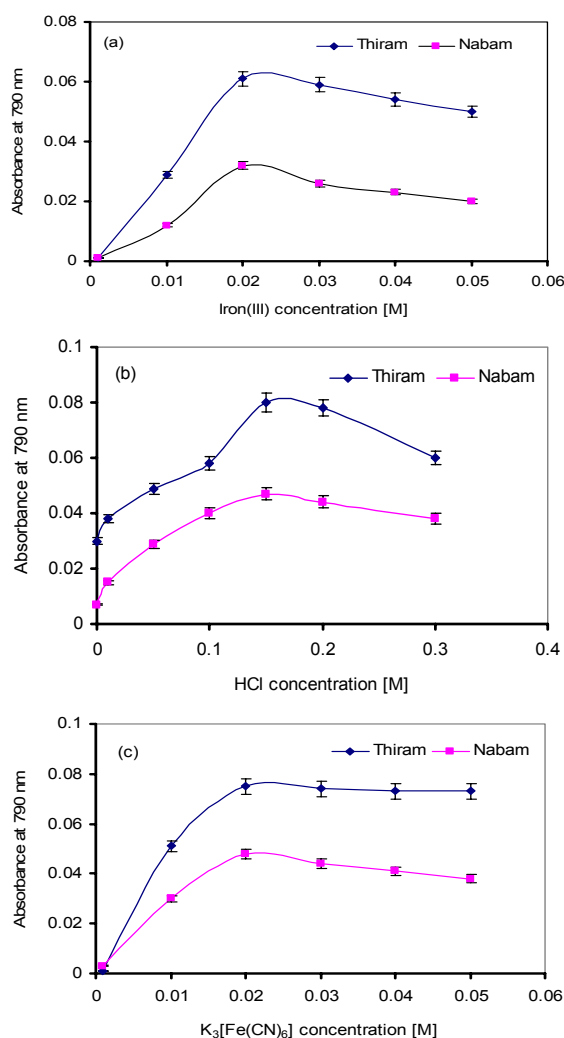 0.08
(a)
Thiram
Nabam
0.06
0.04
0.02
0
Absorbance at 790 nm
0 0.01 0.02 0.03 0.04 0.05 0.06
Iron(III) concentration [M]
0.1
(b)
Thiram
Nabam
0.08
0.06
0.04
0.02
0
Absorbance at 790 nm
0 0.1 0.2 0.3 0.4
HCl concentration [M]
0.1
(c)
Thiram
Nabam
0.08
0.06
0.04
0.02
0
Absorbance at 790 nm
0 0.01 0.02 0.03 0.04 0.05 0.06
K₃[Fe(CN)₆] concentration [M]